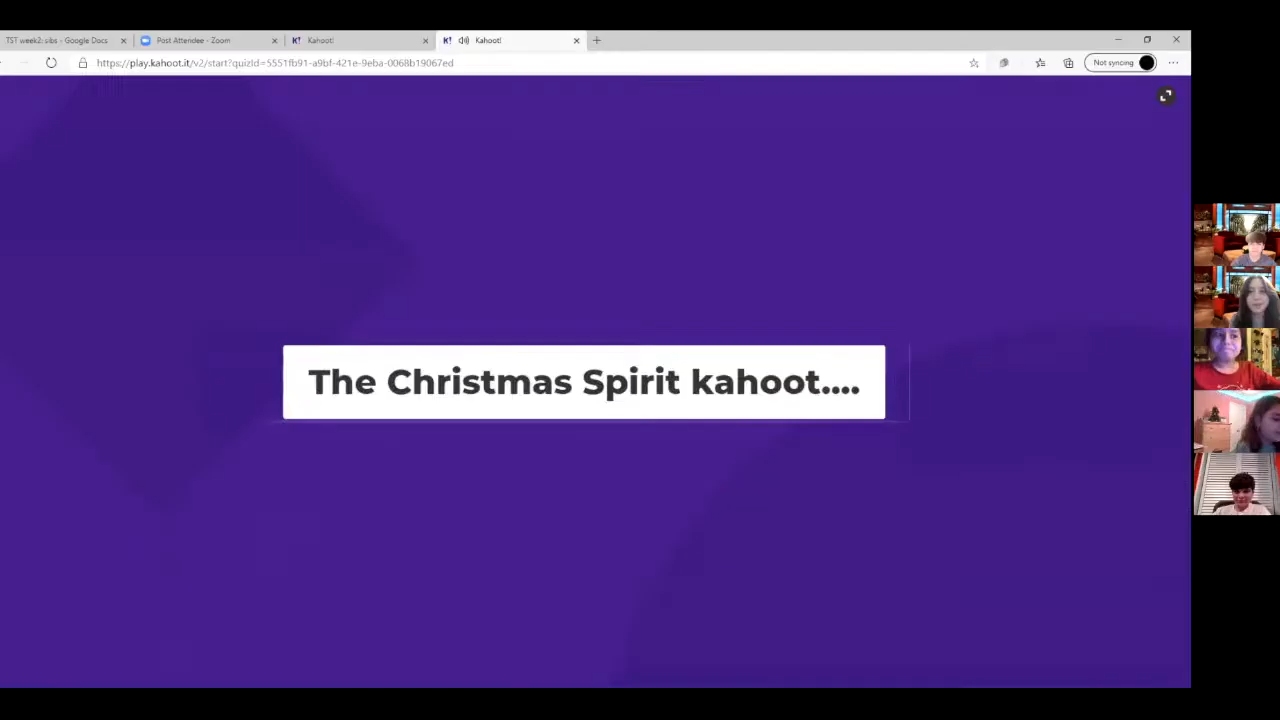 TST week2: sibs - Google Docs
Post Attendee - Zoom
K! Kahoot!
K! Kahoot!
https://play.kahoot.it/v2/start?quizId=5551fb91-a9bf-421e-9eba-0068b19067ed
Not syncing
The Christmas Spirit kahoot....